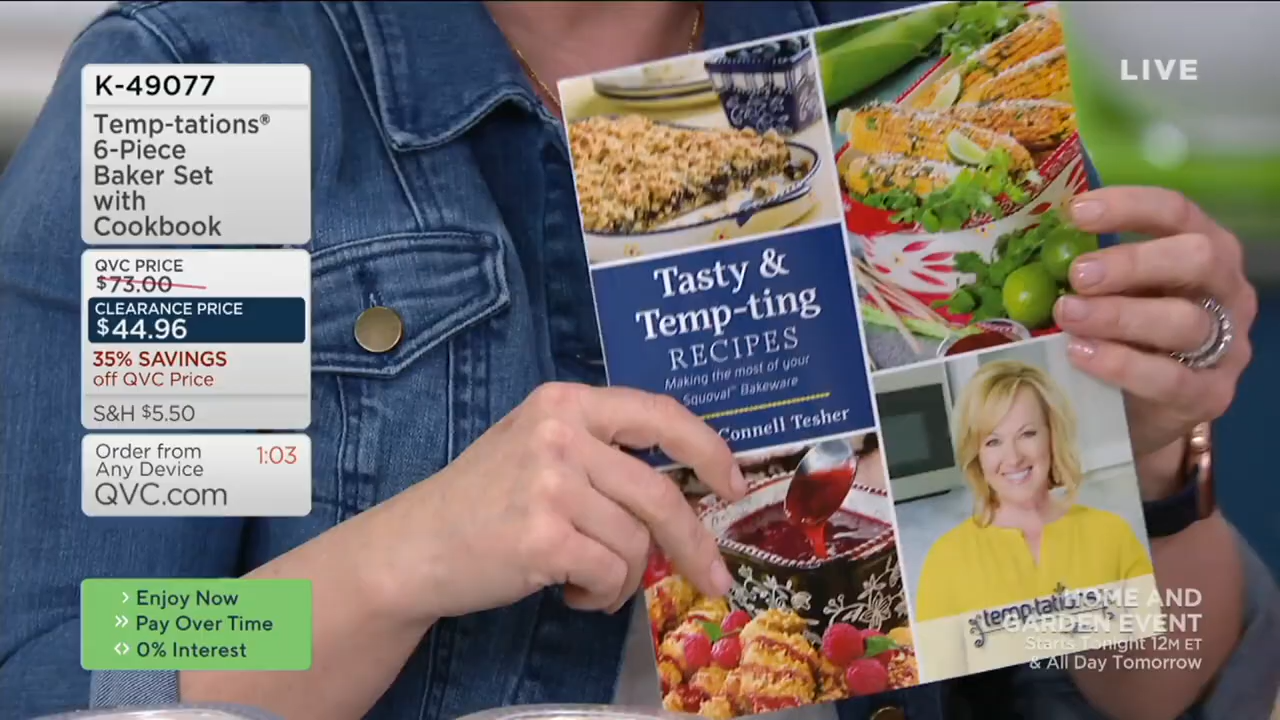 K-49077
Temp-tations®
6-Piece
Baker Set
with
Cookbook
QVC PRICE
$73.00
CLEARANCE PRICE
$44.96
35% SAVINGS
off QVC Price
S&H $5.50
Order from
Any Device
1:03
QVC.com
› Enjoy Now
» Pay Over Time
‹› 0% Interest
LIVE
Tasty &
Temp-ting
RECIPES
Making the most of your
Squoval™ Bakeware
Connell Tesher
temp-tations
HOME AND
GARDEN EVENT
Starts Tonight 12M ET
& All Day Tomorrow